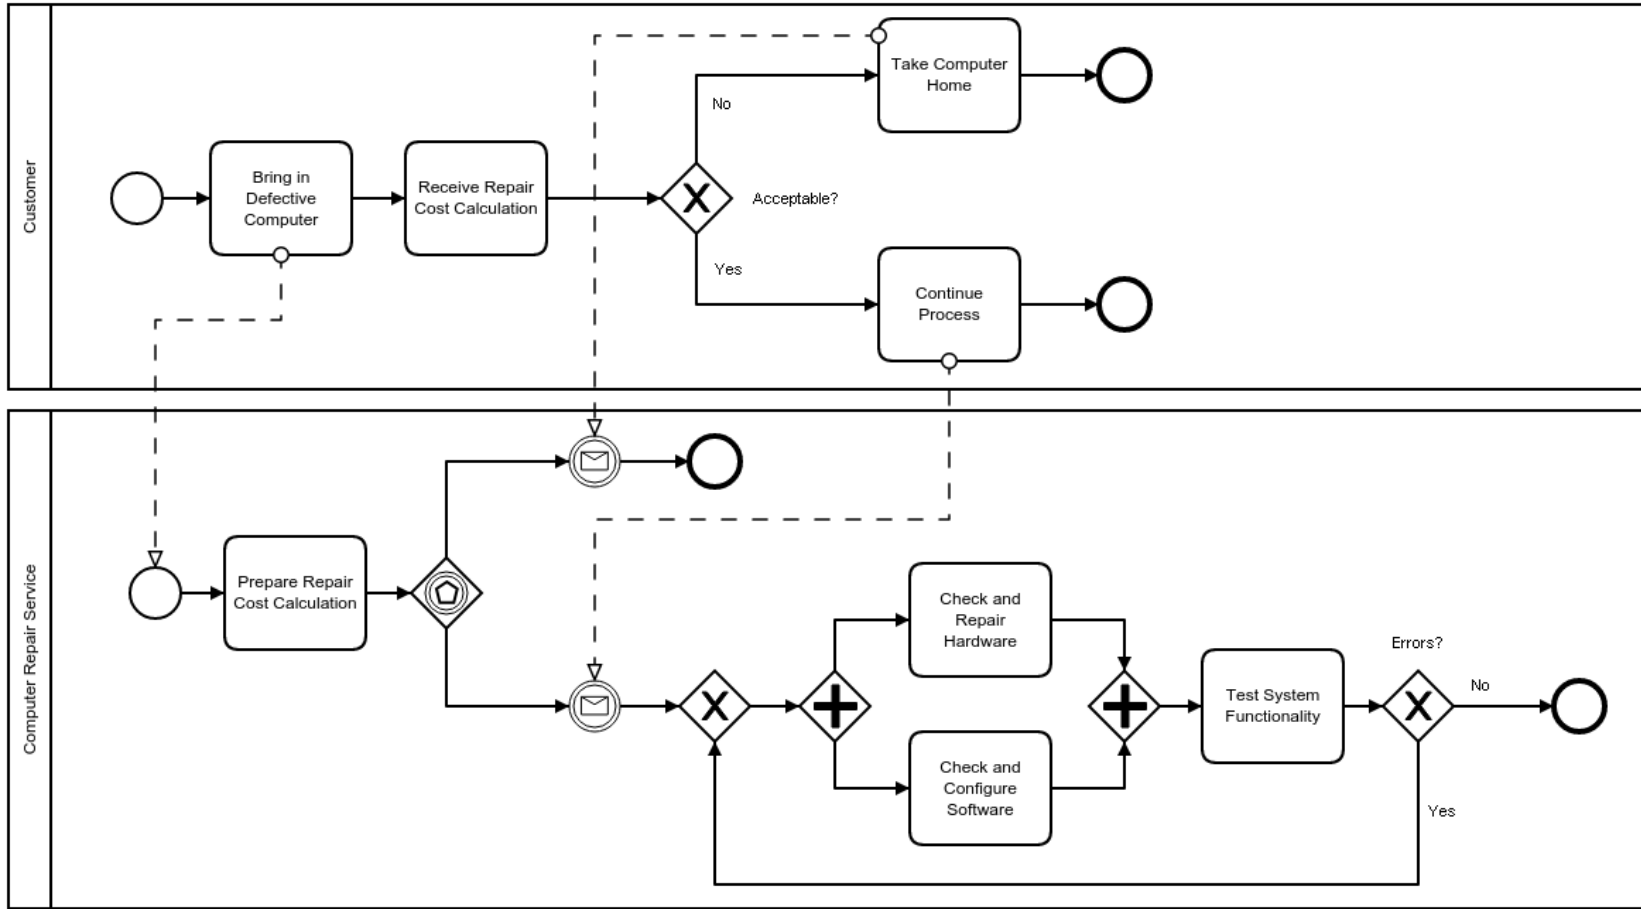 Customer
Bring in
Defective
Computer
Receive Repair
Cost Calculation
Acceptable?
No
Take Computer
Home
Yes
Continue
Process
Computer Repair Service
Prepare Repair
Cost Calculation
Check and
Repair
Hardware
Check and
Configure
Software
Test System
Functionality
Errors?
No
Yes